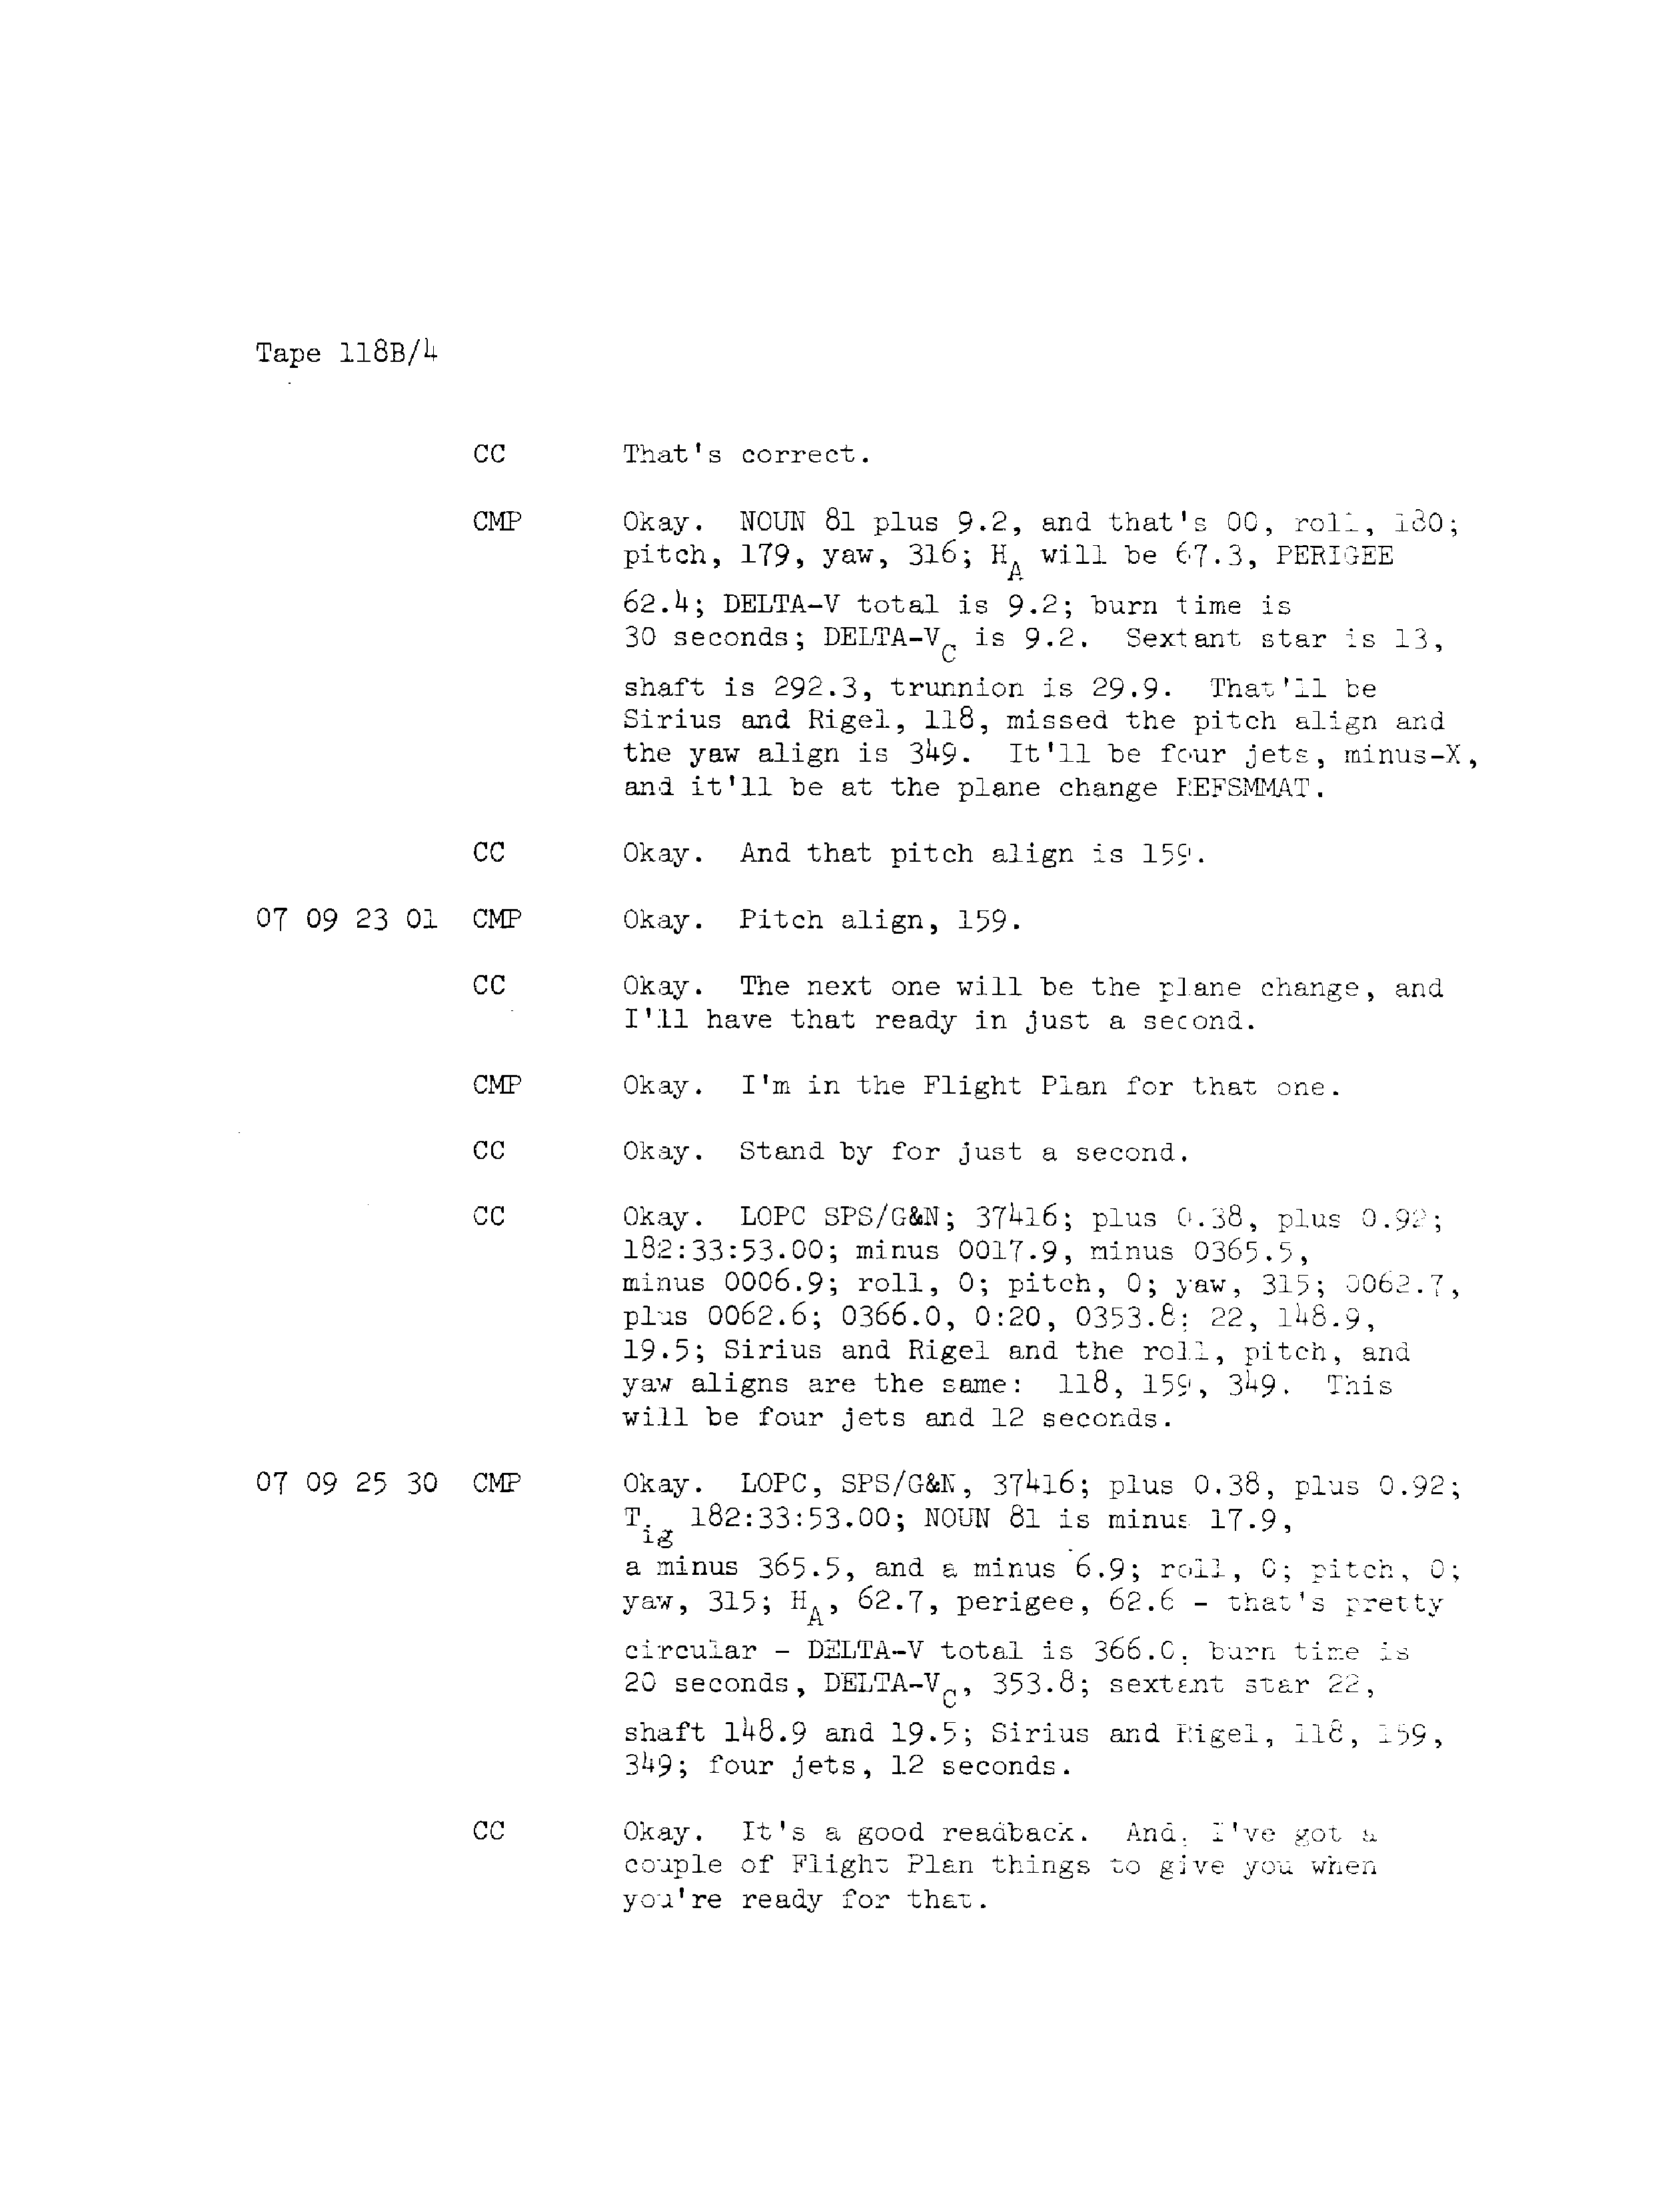 Tape 118B/4
CC That's correct.
CMP Okay. NOUN 81 plus 9.2, and that's 00, roll, 180;
pitch, 179, yaw, 316; HA will be 67.3, PERIGEE
62.4; DELTA-V total is 9.2; burn time is
30 seconds; DELTA-VC is 9.2. Sextant star is 13,
shaft is 292.3, trunnion is 29.9. That'll be
Sirius and Rigel, 118, missed the pitch align and
the yaw align is 349. It'll be four jets, minus-X,
and it'll be at the plane change REFSMMAT.
CC Okay. And that pitch align is 159.
07 09 23 01 CMP Okay. Pitch align, 159.
CC Okay. The next one will be the plane change, and
I'll have that ready in just a second.
CMP Okay. I'm in the Flight Plan for that one.
CC Okay. Stand by for just a second.
CC Okay. LOPC SPS/G&N; 37416; plus 0.38, plus 0.92;
182:33:53.00; minus 0017.9, minus 0365.5,
minus 0006.9; roll, 0; pitch, 0; yaw, 315; 0062.7,
plus 0062.6; 0366.0, 0:20, 0353.8; 22, 148.9,
19.5; Sirius and Rigel and the roll, pitch, and
yaw aligns are the same: 118, 159, 349. This
will be four jets and 12 seconds.
07 09 25 30 CMP Okay. LOPC, SPS/G&N, 37416; plus 0.38, plus 0.92;
Tig 182:33:53.00; NOUN 81 is minus 17.9,
a minus 365.5, and a minus 6.9; roll, 0; pitch, 0;
yaw, 315; HA, 62.7, perigee, 62.6 - that's pretty
circular - DELTA-V total is 366.0, burn time is
20 seconds, DELTA-VC, 353.8; sextant star 22,
shaft 148.9 and 19.5; Sirius and Rigel, 118, 159,
349; four jets, 12 seconds.
CC Okay. It's a good readback. And, I've got a
couple of Flight Plan things to give you when
you're ready for that.